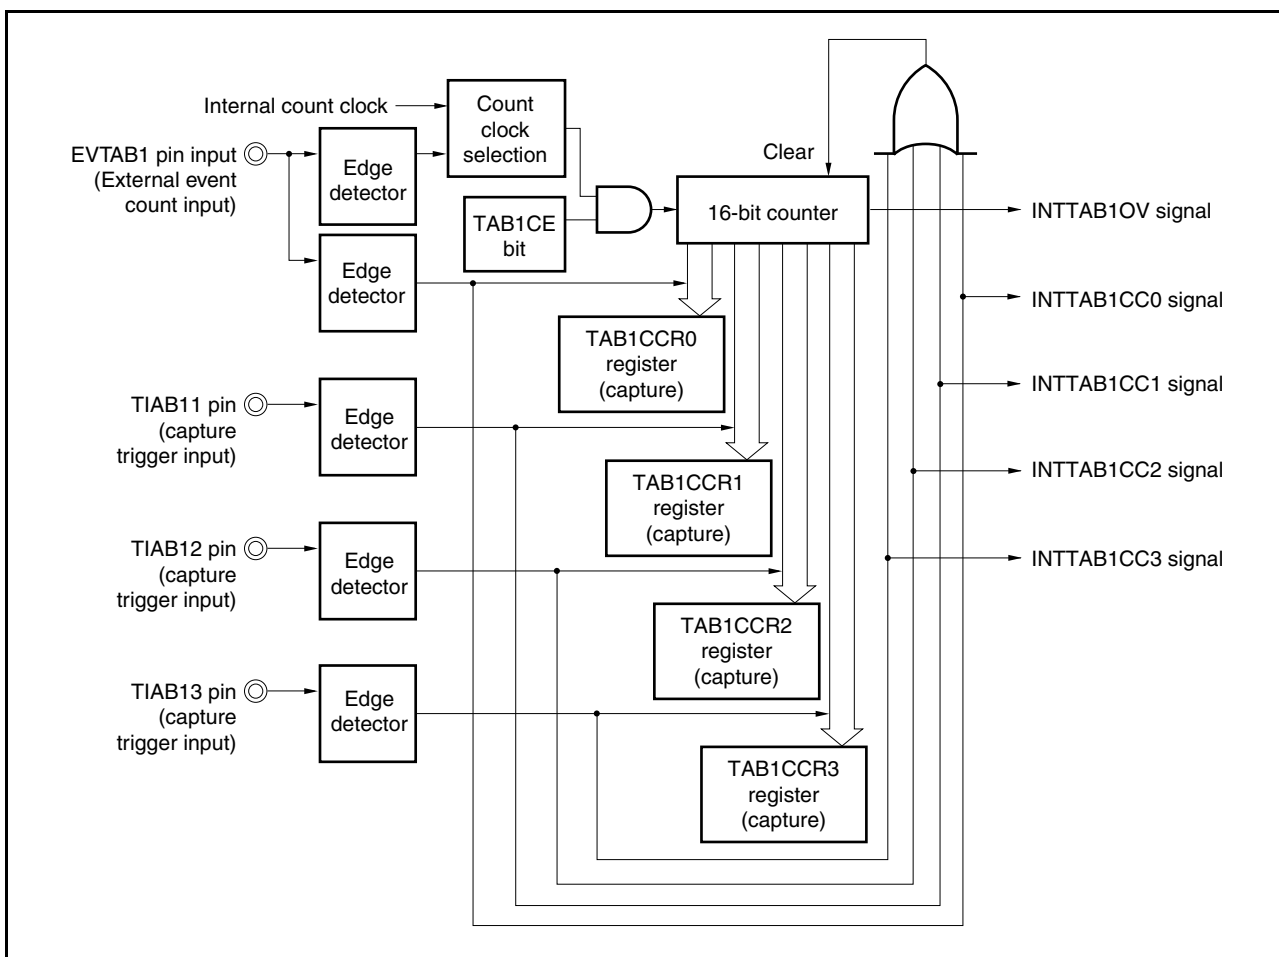 Internal count clock
Count
clock
selection
EVTAB1 pin input
(External event
count input)
Edge
detector
Clear
TAB1CE
bit
16-bit counter
INTTAB1OV signal
Edge
detector
INTTAB1CC0 signal
TAB1CCR0
register
(capture)
TIAB11 pin
(capture
trigger input)
Edge
detector
INTTAB1CC1 signal
TAB1CCR1
register
(capture)
INTTAB1CC2 signal
TIAB12 pin
(capture
trigger input)
Edge
detector
INTTAB1CC3 signal
TAB1CCR2
register
(capture)
TIAB13 pin
(capture
trigger input)
Edge
detector
TAB1CCR3
register
(capture)